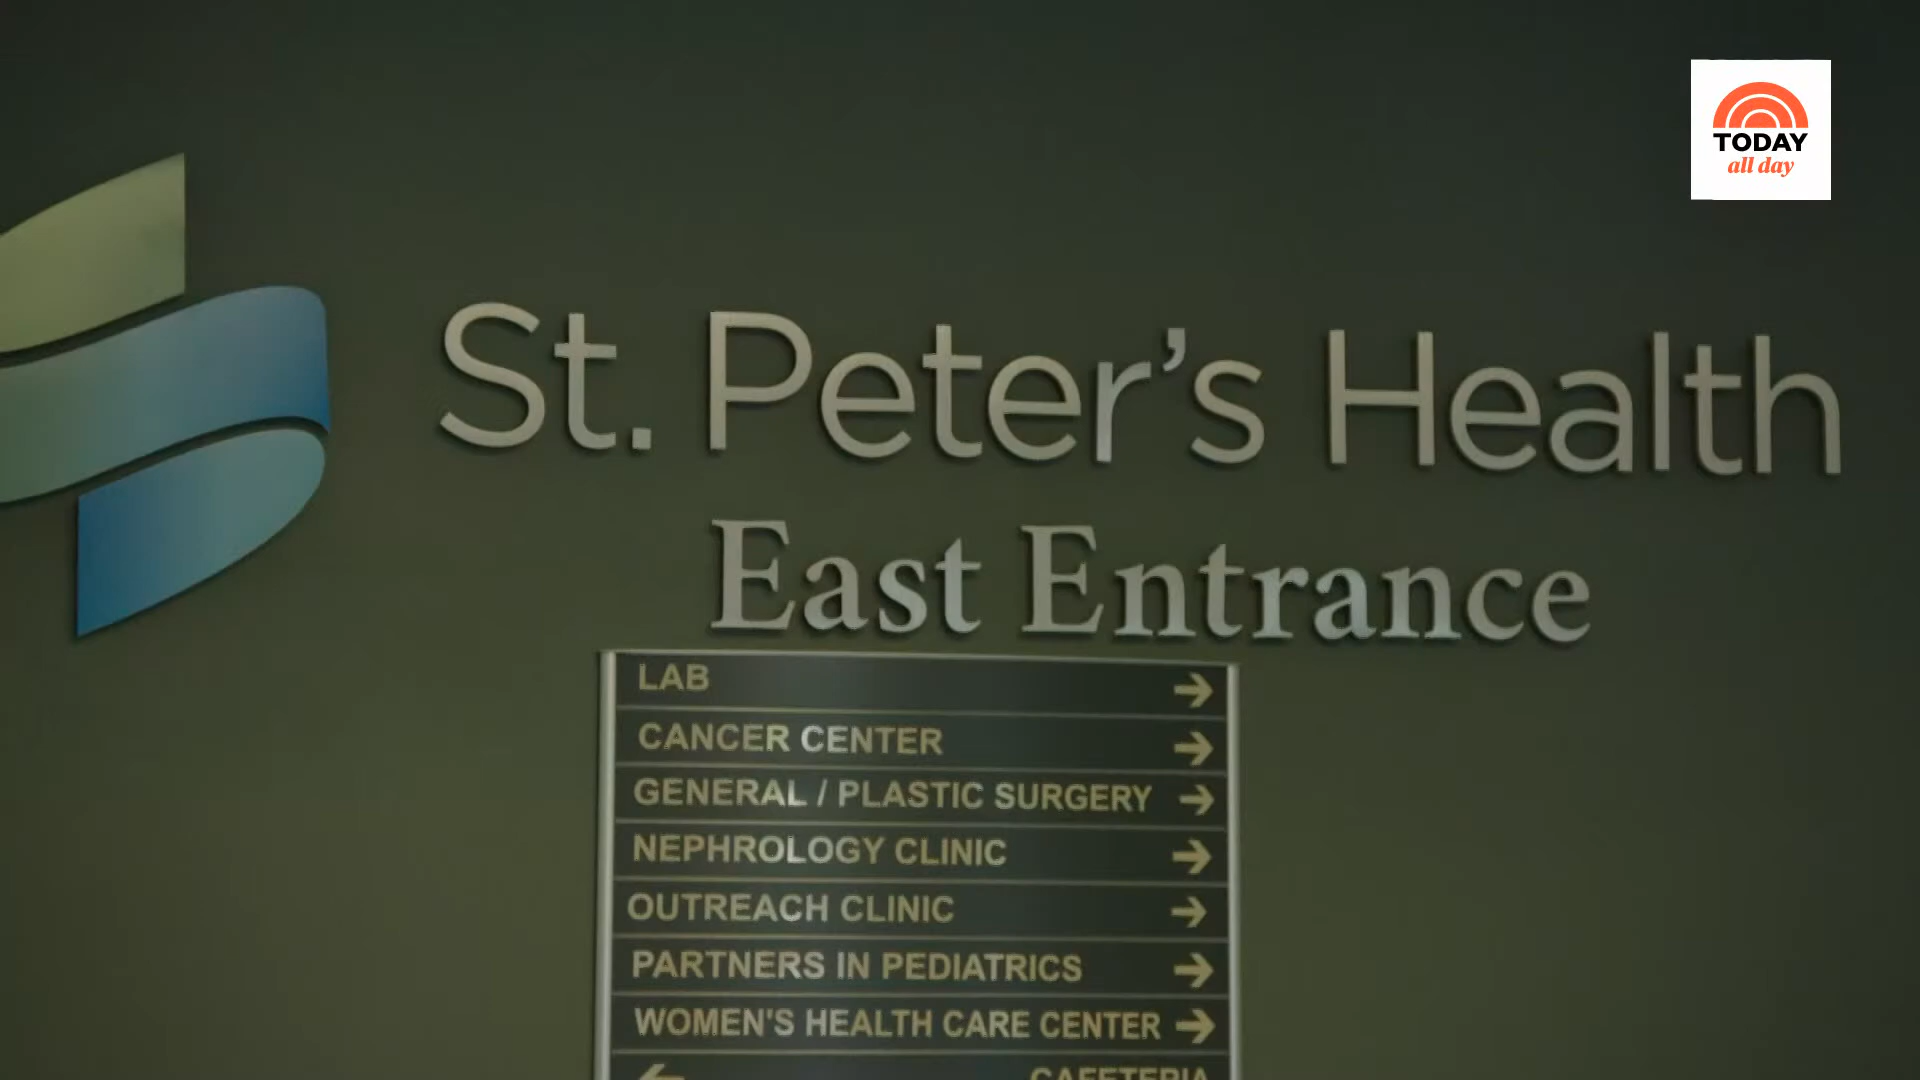 TODAY
all day
St. Peter's Health
East Entrance
LAB →
CANCER CENTER →
GENERAL / PLASTIC SURGERY →
NEPHROLOGY CLINIC →
OUTREACH CLINIC →
PARTNERS IN PEDIATRICS →
WOMEN'S HEALTH CARE CENTER →
← CAFETERIA